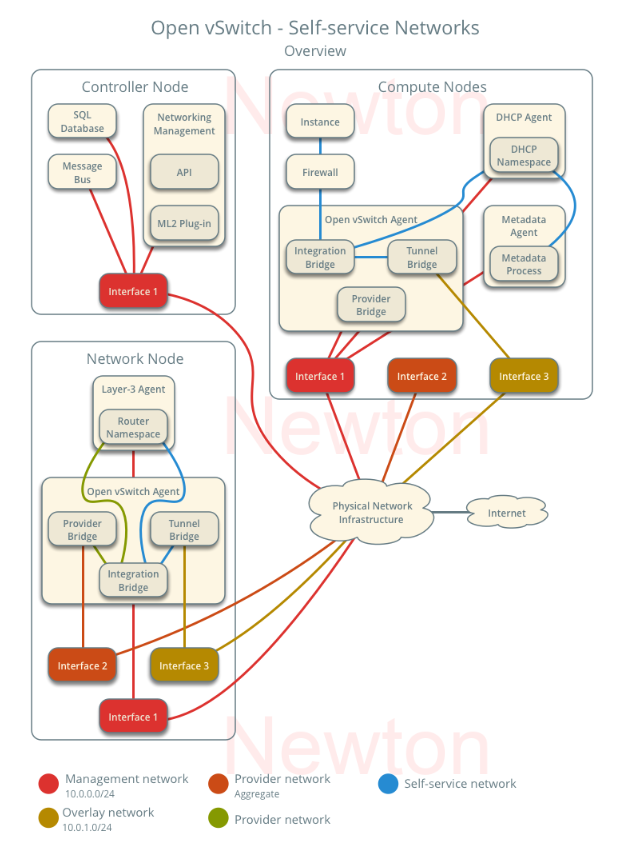 Open vSwitch - Self-service Networks
Overview
Newton
Controller Node
SQL
Database
Networking
Management
Message
Bus
API
ML2 Plug-in
Interface 1
Compute Nodes
Instance
DHCP Agent
DHCP
Namespace
Firewall
Open vSwitch Agent
Metadata
Agent
Integration
Bridge
Tunnel
Bridge
Metadata
Process
Provider
Bridge
Interface 1
Interface 2
Interface 3
Newton
Network Node
Layer-3 Agent
Router
Namespace
Open vSwitch Agent
Provider
Bridge
Tunnel
Bridge
Integration
Bridge
Interface 2
Interface 3
Interface 1
Physical Network
Infrastructure
Internet
Newton
Management network
10.0.0.0/24
Provider network
Aggregate
Self-service network
Overlay network
10.0.1.0/24
Provider network